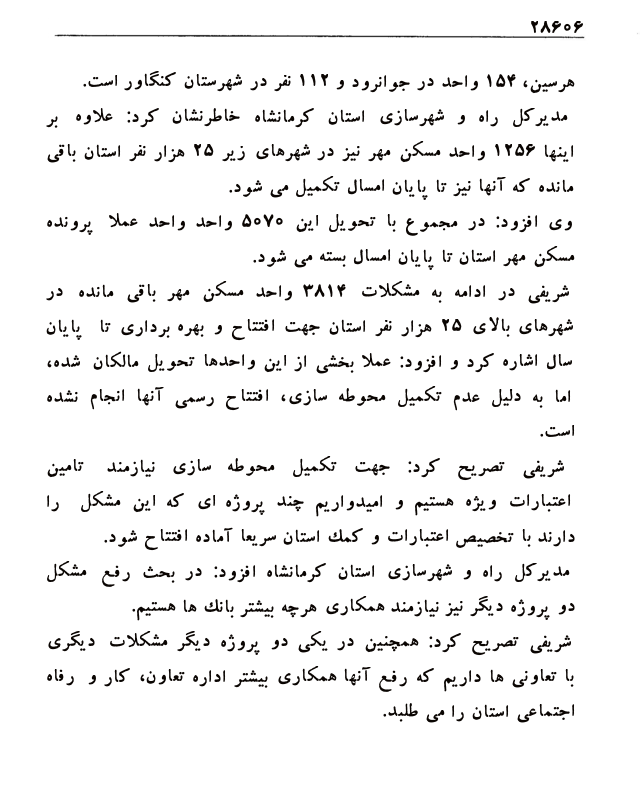 ۲۸۶۰۶
هرسین، ۱۵۴ واحد در جوانرود و ۱۱۲ نفر در شهرستان کنگاور است.
مدیرکل راه و شهرسازی استان کرمانشاه خاطرنشان کرد: علاوه بر
اینها ۱۲۵۶ واحد مسکن مهر نیز در شهرهای زیر ۲۵ هزار نفر استان باقی
مانده که آنها نیز تا پایان امسال تکمیل می شود.
وی افزود: در مجموع با تحویل این ۵۰۷۰ واحد واحد عملا پرونده
مسکن مهر استان تا پایان امسال بسته می شود.
شریفی در ادامه به مشکلات ۳۸۱۴ واحد مسکن مهر باقی مانده در
شهرهای بالای ۲۵ هزار نفر استان جهت افتتاح و بهره برداری تا پایان
سال اشاره کرد و افزود: عملا بخشی از این واحدها تحویل مالکان شده،
اما به دلیل عدم تکمیل محوطه سازی، افتتاح رسمی آنها انجام نشده
است.
شریفی تصریح کرد: جهت تکمیل محوطه سازی نیازمند تامین
اعتبارات ویژه هستیم و امیدواریم چند پروژه ای که این مشکل را
دارند با تخصیص اعتبارات و کمك استان سریعا آماده افتتاح شود.
مدیرکل راه و شهرسازی استان کرمانشاه افزود: در بحث رفع مشکل
دو پروژه دیگر نیز نیازمند همکاری هرچه بیشتر بانك ها هستیم.
شریفی تصریح کرد: همچنین در یکی دو پروژه دیگر مشکلات دیگری
با تعاونی ها داریم که رفع آنها همکاری بیشتر اداره تعاون، کار و رفاه
اجتماعی استان را می طلبد.